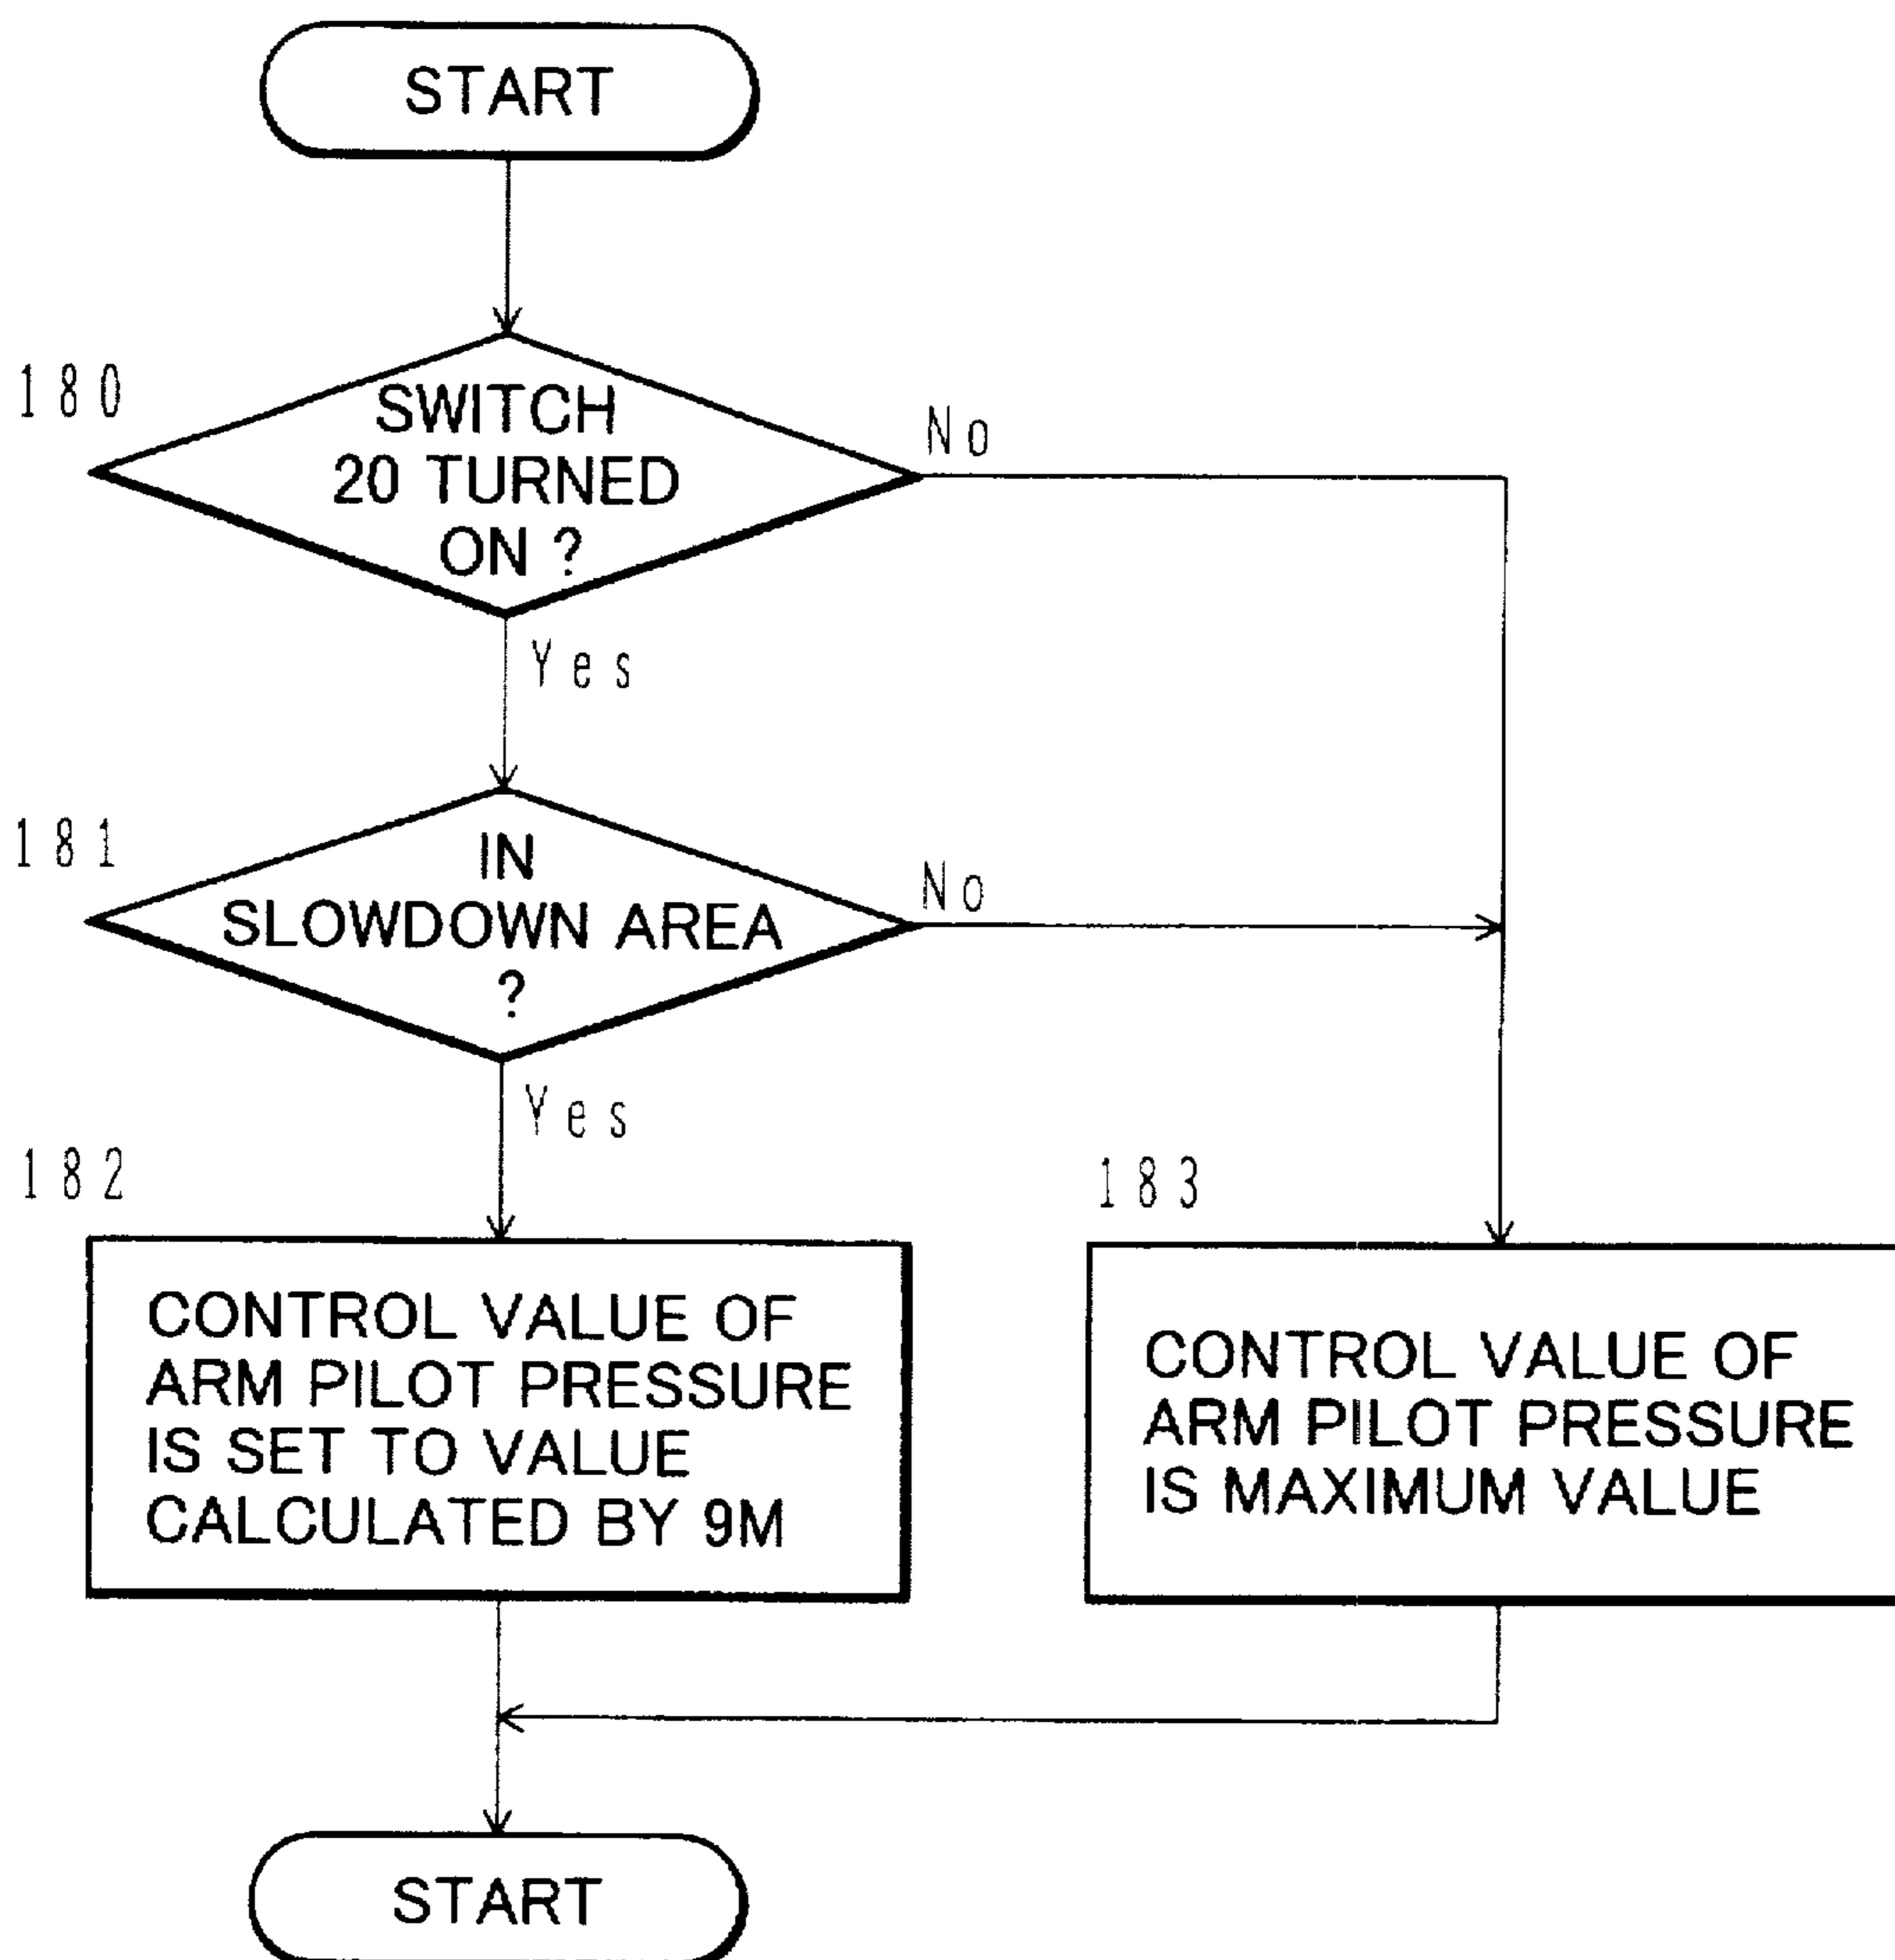 START
180
SWITCH
20 TURNED
ON ?
No
Yes
181
IN
SLOWDOWN AREA
?
No
Yes
182
CONTROL VALUE OF
ARM PILOT PRESSURE
IS SET TO VALUE
CALCULATED BY 9M
183
CONTROL VALUE OF
ARM PILOT PRESSURE
IS MAXIMUM VALUE
START